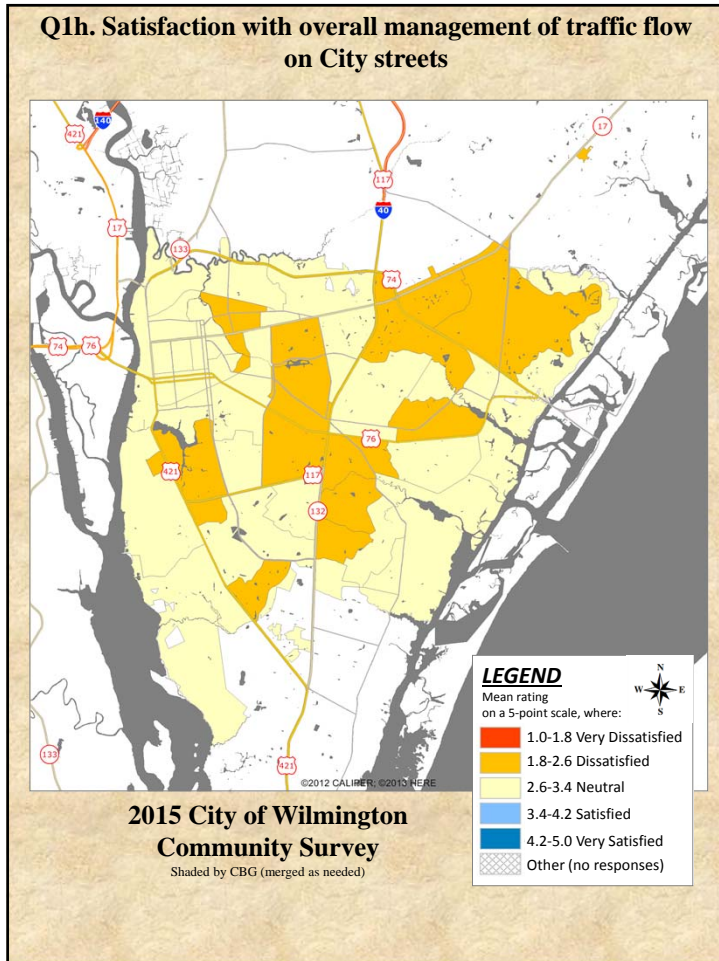 Q1h. Satisfaction with overall management of traffic flow
on City streets
140
421
17
117
17
40
133
74
74
76
76
421
117
132
133
421
©2012 CALIPER; ©2013 HERE
LEGEND
N
W E
S
Mean rating
on a 5-point scale, where:
1.0-1.8 Very Dissatisfied
1.8-2.6 Dissatisfied
2.6-3.4 Neutral
3.4-4.2 Satisfied
4.2-5.0 Very Satisfied
Other (no responses)
2015 City of Wilmington
Community Survey
Shaded by CBG (merged as needed)